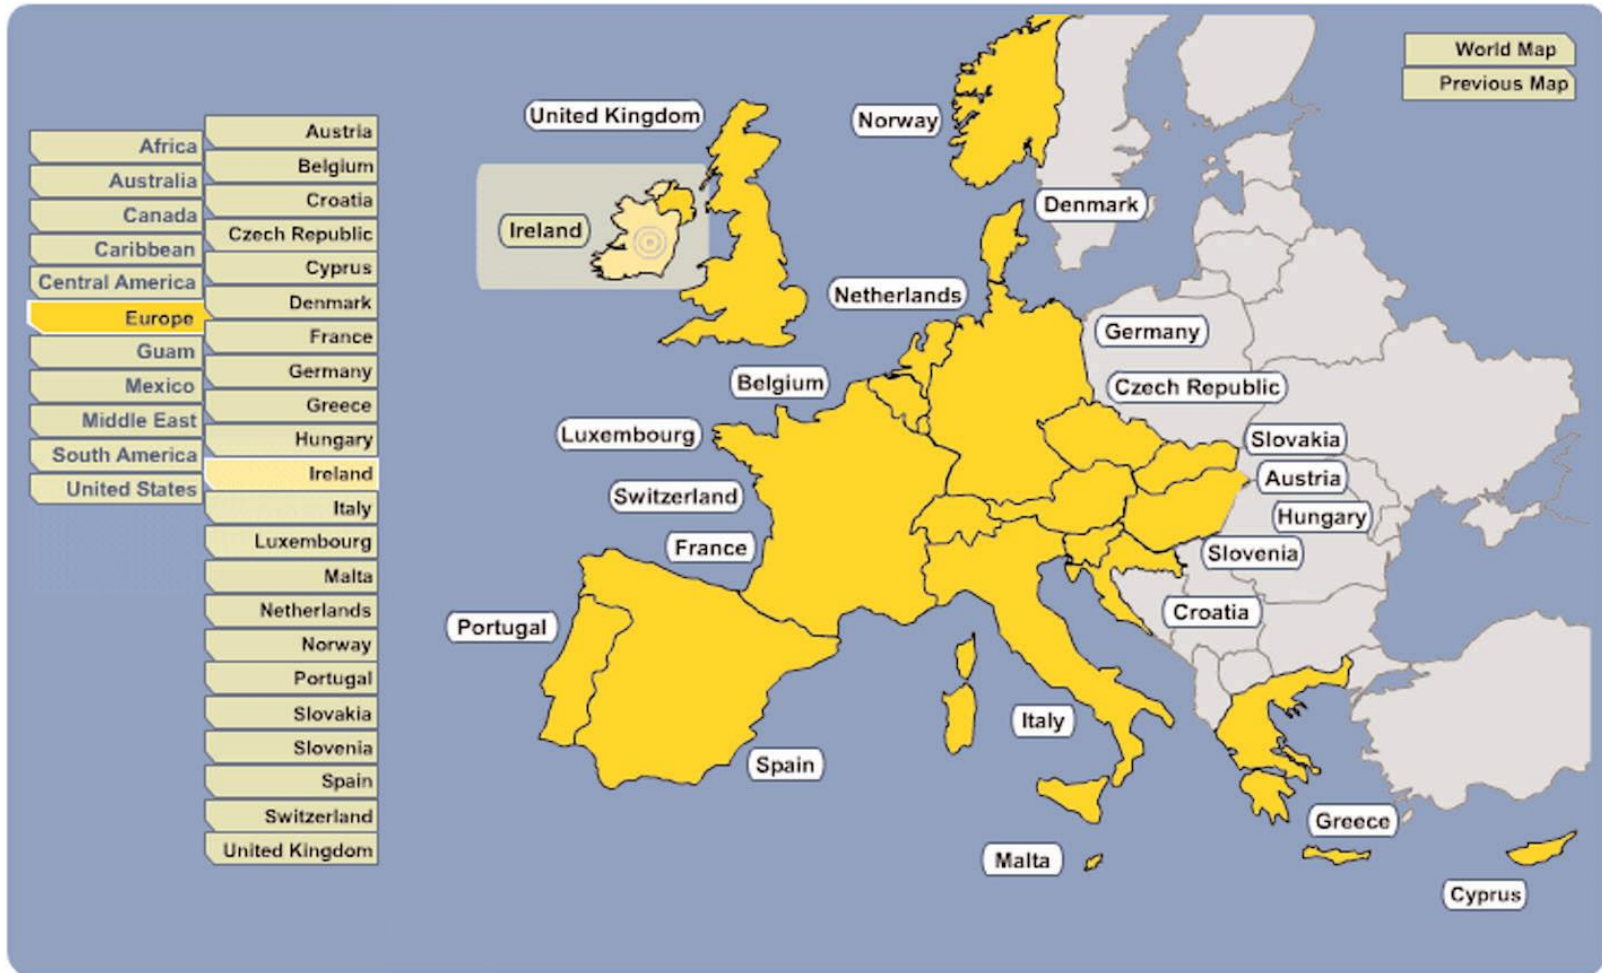 Africa
Australia
Canada
Caribbean
Central America
Europe
Guam
Mexico
Middle East
South America
United States
Austria
Belgium
Croatia
Czech Republic
Cyprus
Denmark
France
Germany
Greece
Hungary
Ireland
Italy
Luxembourg
Malta
Netherlands
Norway
Portugal
Slovakia
Slovenia
Spain
Switzerland
United Kingdom
World Map
Previous Map
United Kingdom
Norway
Ireland
Denmark
Netherlands
Germany
Belgium
Czech Republic
Luxembourg
Slovakia
Austria
Switzerland
Hungary
France
Slovenia
Croatia
Portugal
Italy
Spain
Greece
Malta
Cyprus